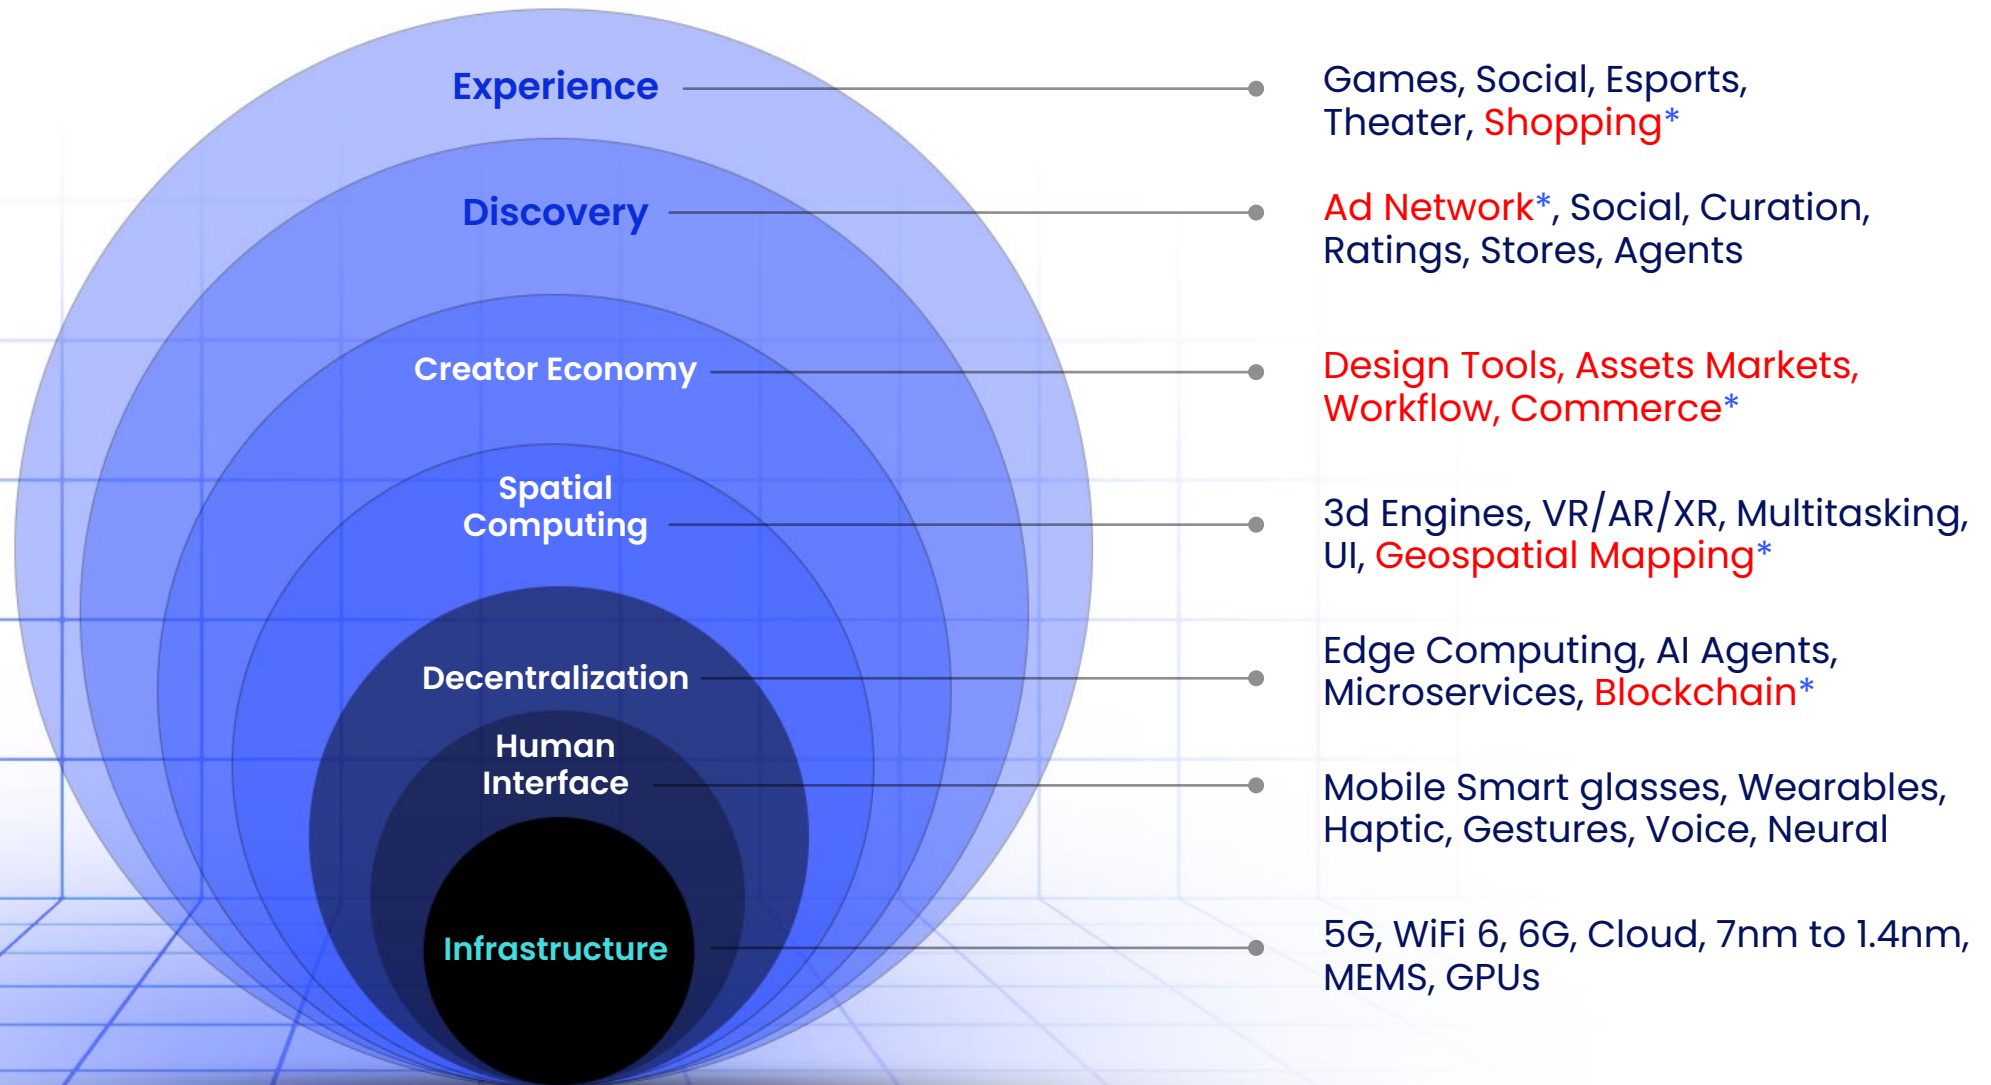 Experience
Games, Social, Esports,
Theater, Shopping*
Discovery
Ad Network*, Social, Curation,
Ratings, Stores, Agents
Creator Economy
Design Tools, Assets Markets,
Workflow, Commerce*
Spatial
Computing
3d Engines, VR/AR/XR, Multitasking,
UI, Geospatial Mapping*
Decentralization
Edge Computing, AI Agents,
Microservices, Blockchain*
Human
Interface
Mobile Smart glasses, Wearables,
Haptic, Gestures, Voice, Neural
Infrastructure
5G, WiFi 6, 6G, Cloud, 7nm to 1.4nm,
MEMS, GPUs